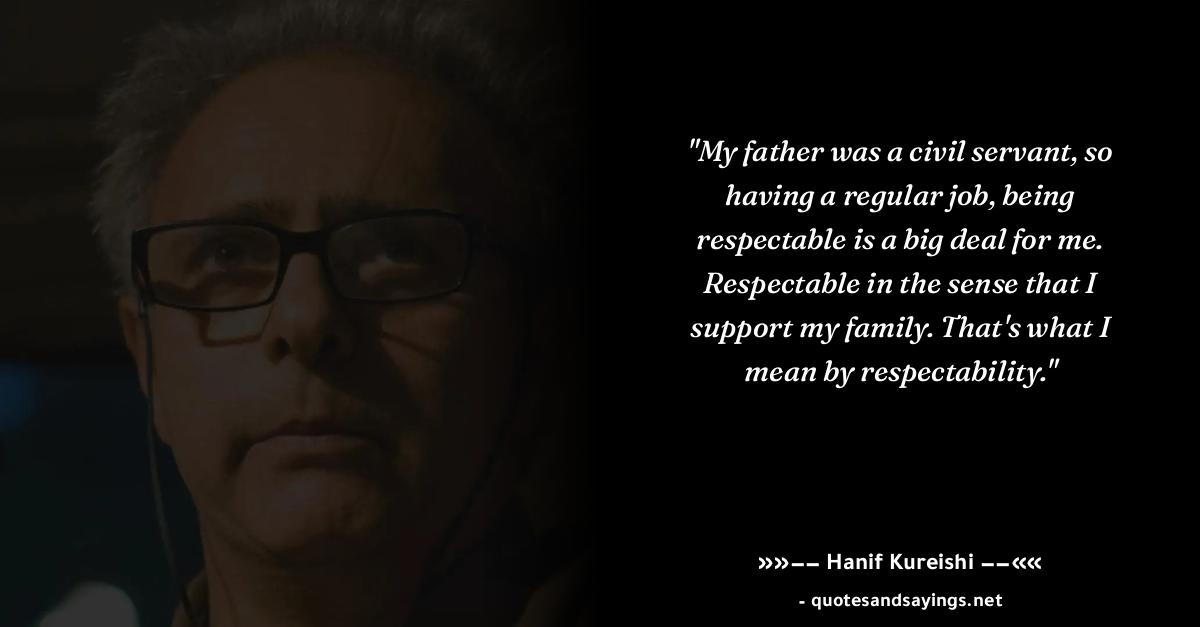 "My father was a civil servant, so
having a regular job, being
respectable is a big deal for me.
Respectable in the sense that I
support my family. That's what I
mean by respectability."
»»−− Hanif Kureishi −−««
- quotesandsayings.net